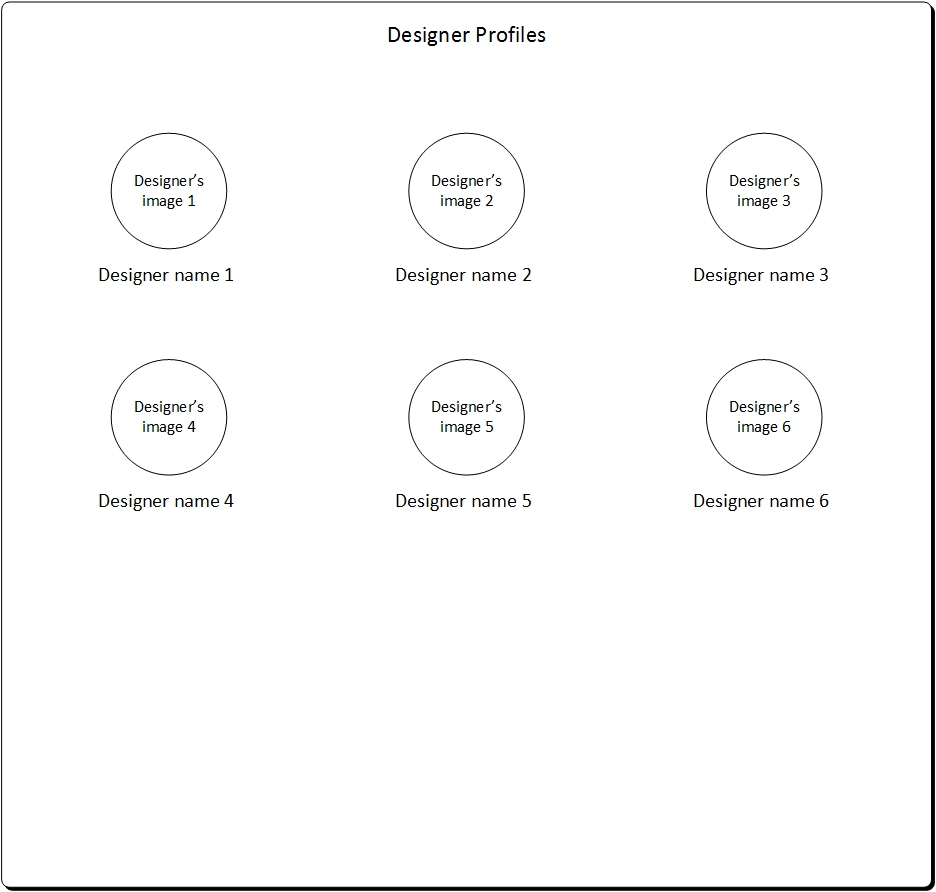 Designer Profiles
Designer’s
image 1
Designer name 1
Designer’s
image 2
Designer name 2
Designer’s
image 3
Designer name 3
Designer’s
image 4
Designer name 4
Designer’s
image 5
Designer name 5
Designer’s
image 6
Designer name 6